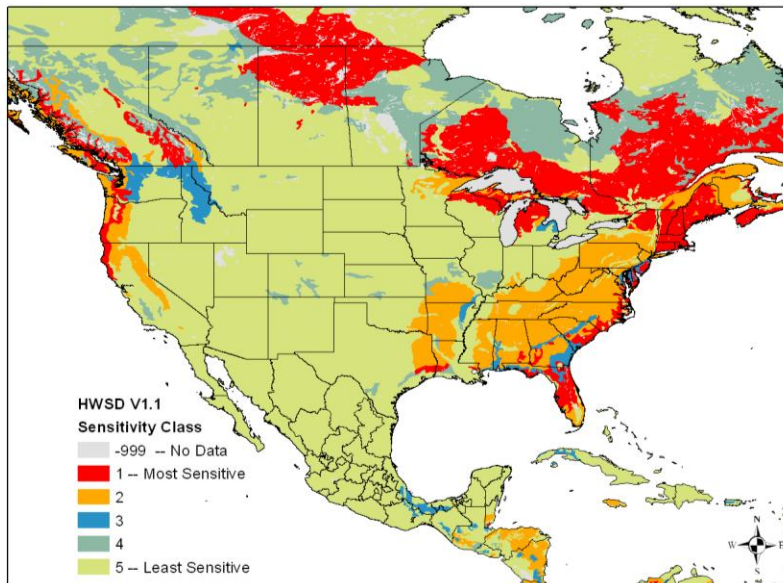 HWSD V1.1
Sensitivity Class
-999 -- No Data
1 -- Most Sensitive
2
3
4
5 -- Least Sensitive
N
W
E
S